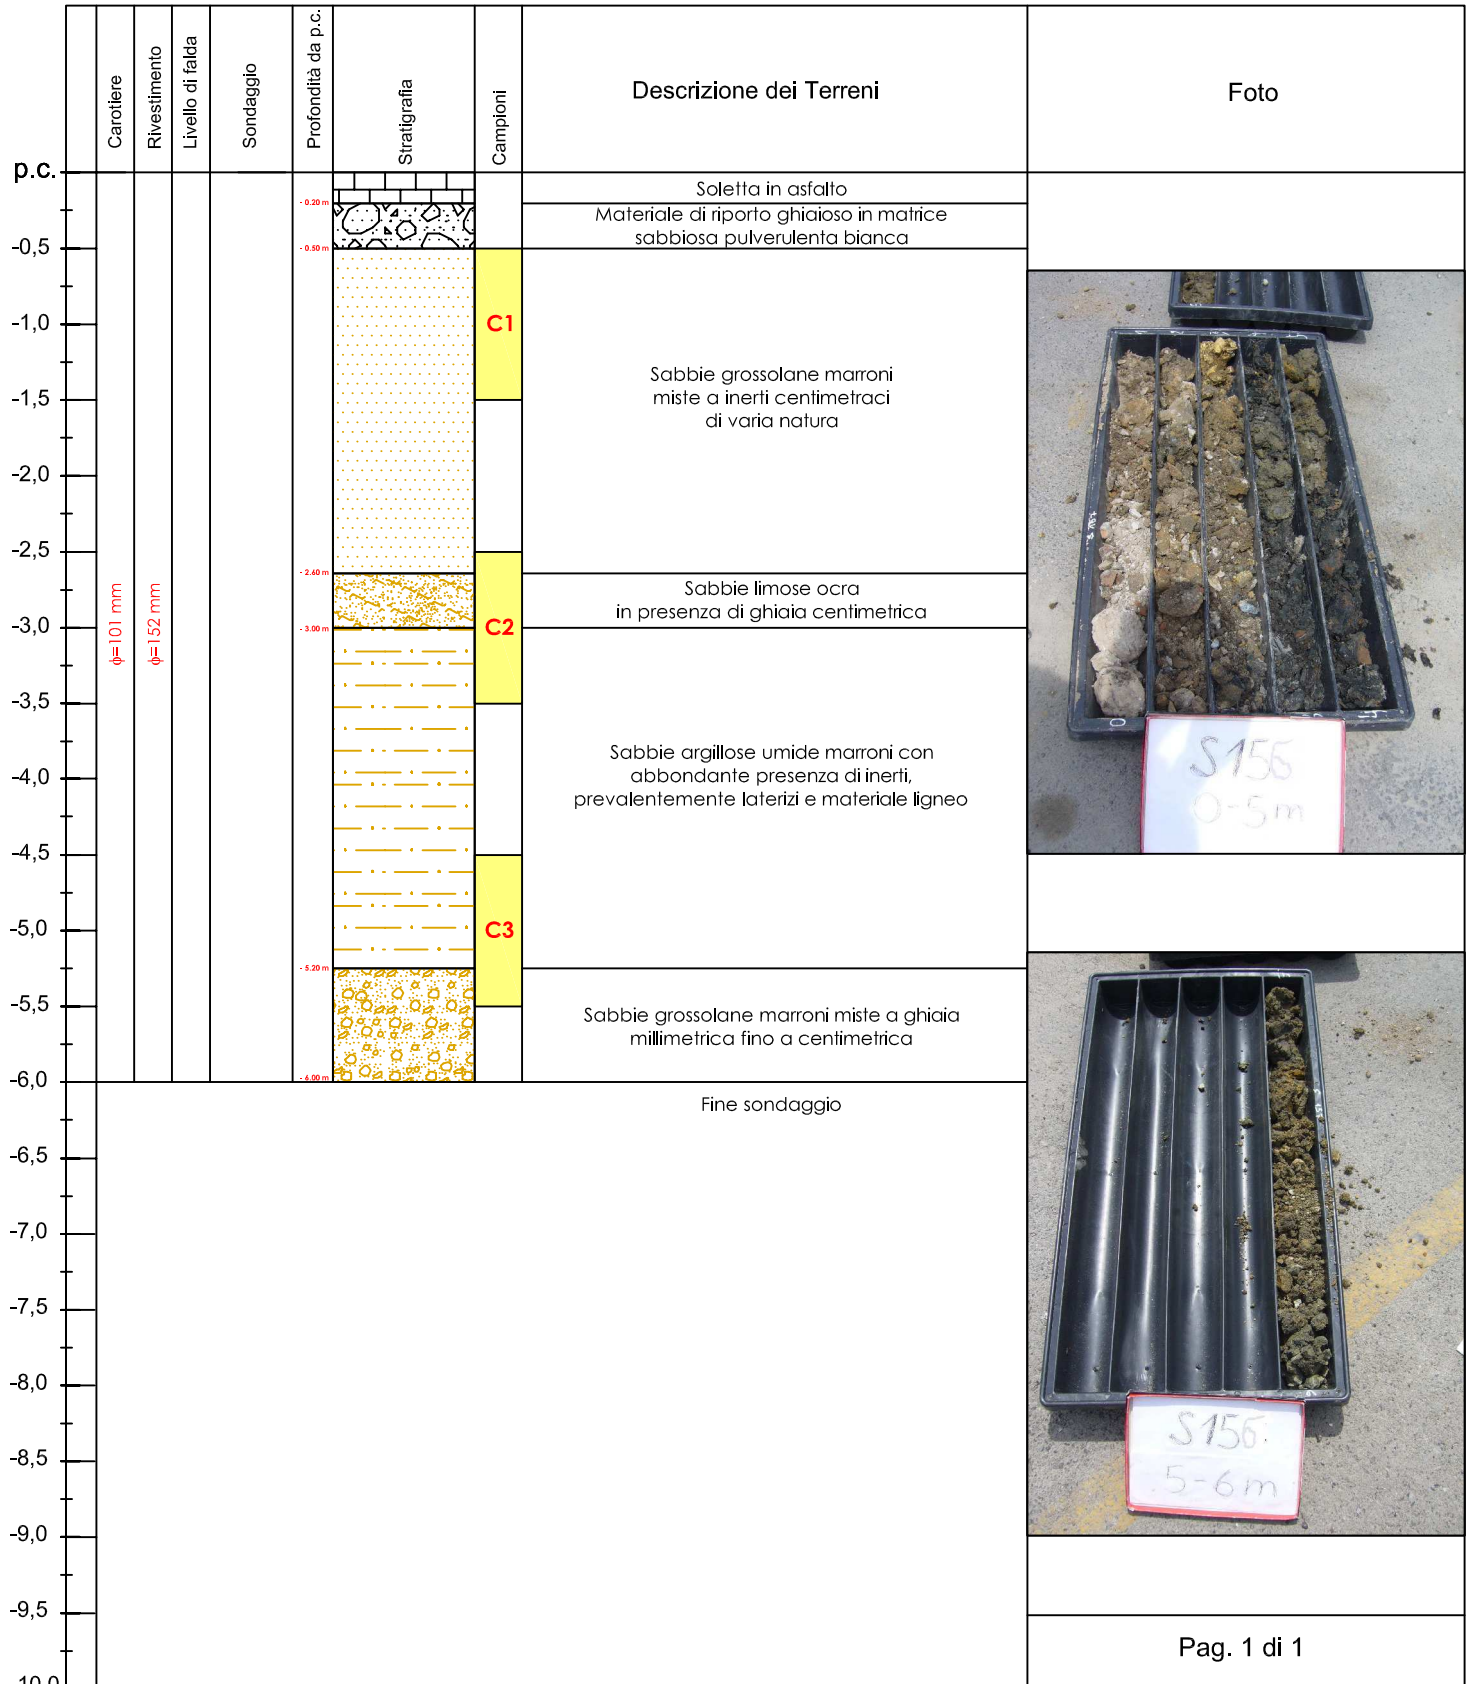 Carotiere
Rivestimento
Livello di falda
Sondaggio
Profondità da p.c.
Stratigrafia
Campioni
Descrizione dei Terreni
Foto
p.c.
Soletta in asfalto
- 0.20 m
Materiale di riporto ghiaioso in matrice
sabbiosa pulverulenta bianca
-0,5
- 0.50 m
-1,0
C1
Sabbie grossolane marroni
miste a inerti centimetraci
di varia natura
-1,5
-2,0
-2,5
- 2.60 m
Sabbie limose ocra
in presenza di ghiaia centimetrica
-3,0
- 3.00 m
C2
ϕ=101 mm
ϕ=152 mm
-3,5
Sabbie argillose umide marroni con
abbondante presenza di inerti,
prevalentemente laterizi e materiale ligneo
-4,0
S156
0-5m
-4,5
-5,0
C3
- 5.20 m
-5,5
Sabbie grossolane marroni miste a ghiaia
millimetrica fino a centimetrica
-6,0
- 6.00 m
Fine sondaggio
-6,5
-7,0
-7,5
-8,0
-8,5
S156
5-6m
-9,0
-9,5
Pag. 1 di 1